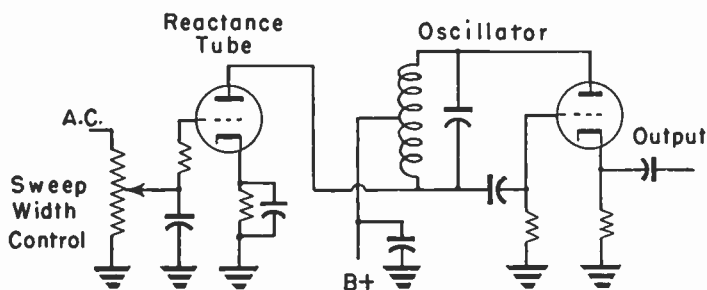 Reactance
Tube
Oscillator
A.C.
Output
Sweep
Width
Control
B+